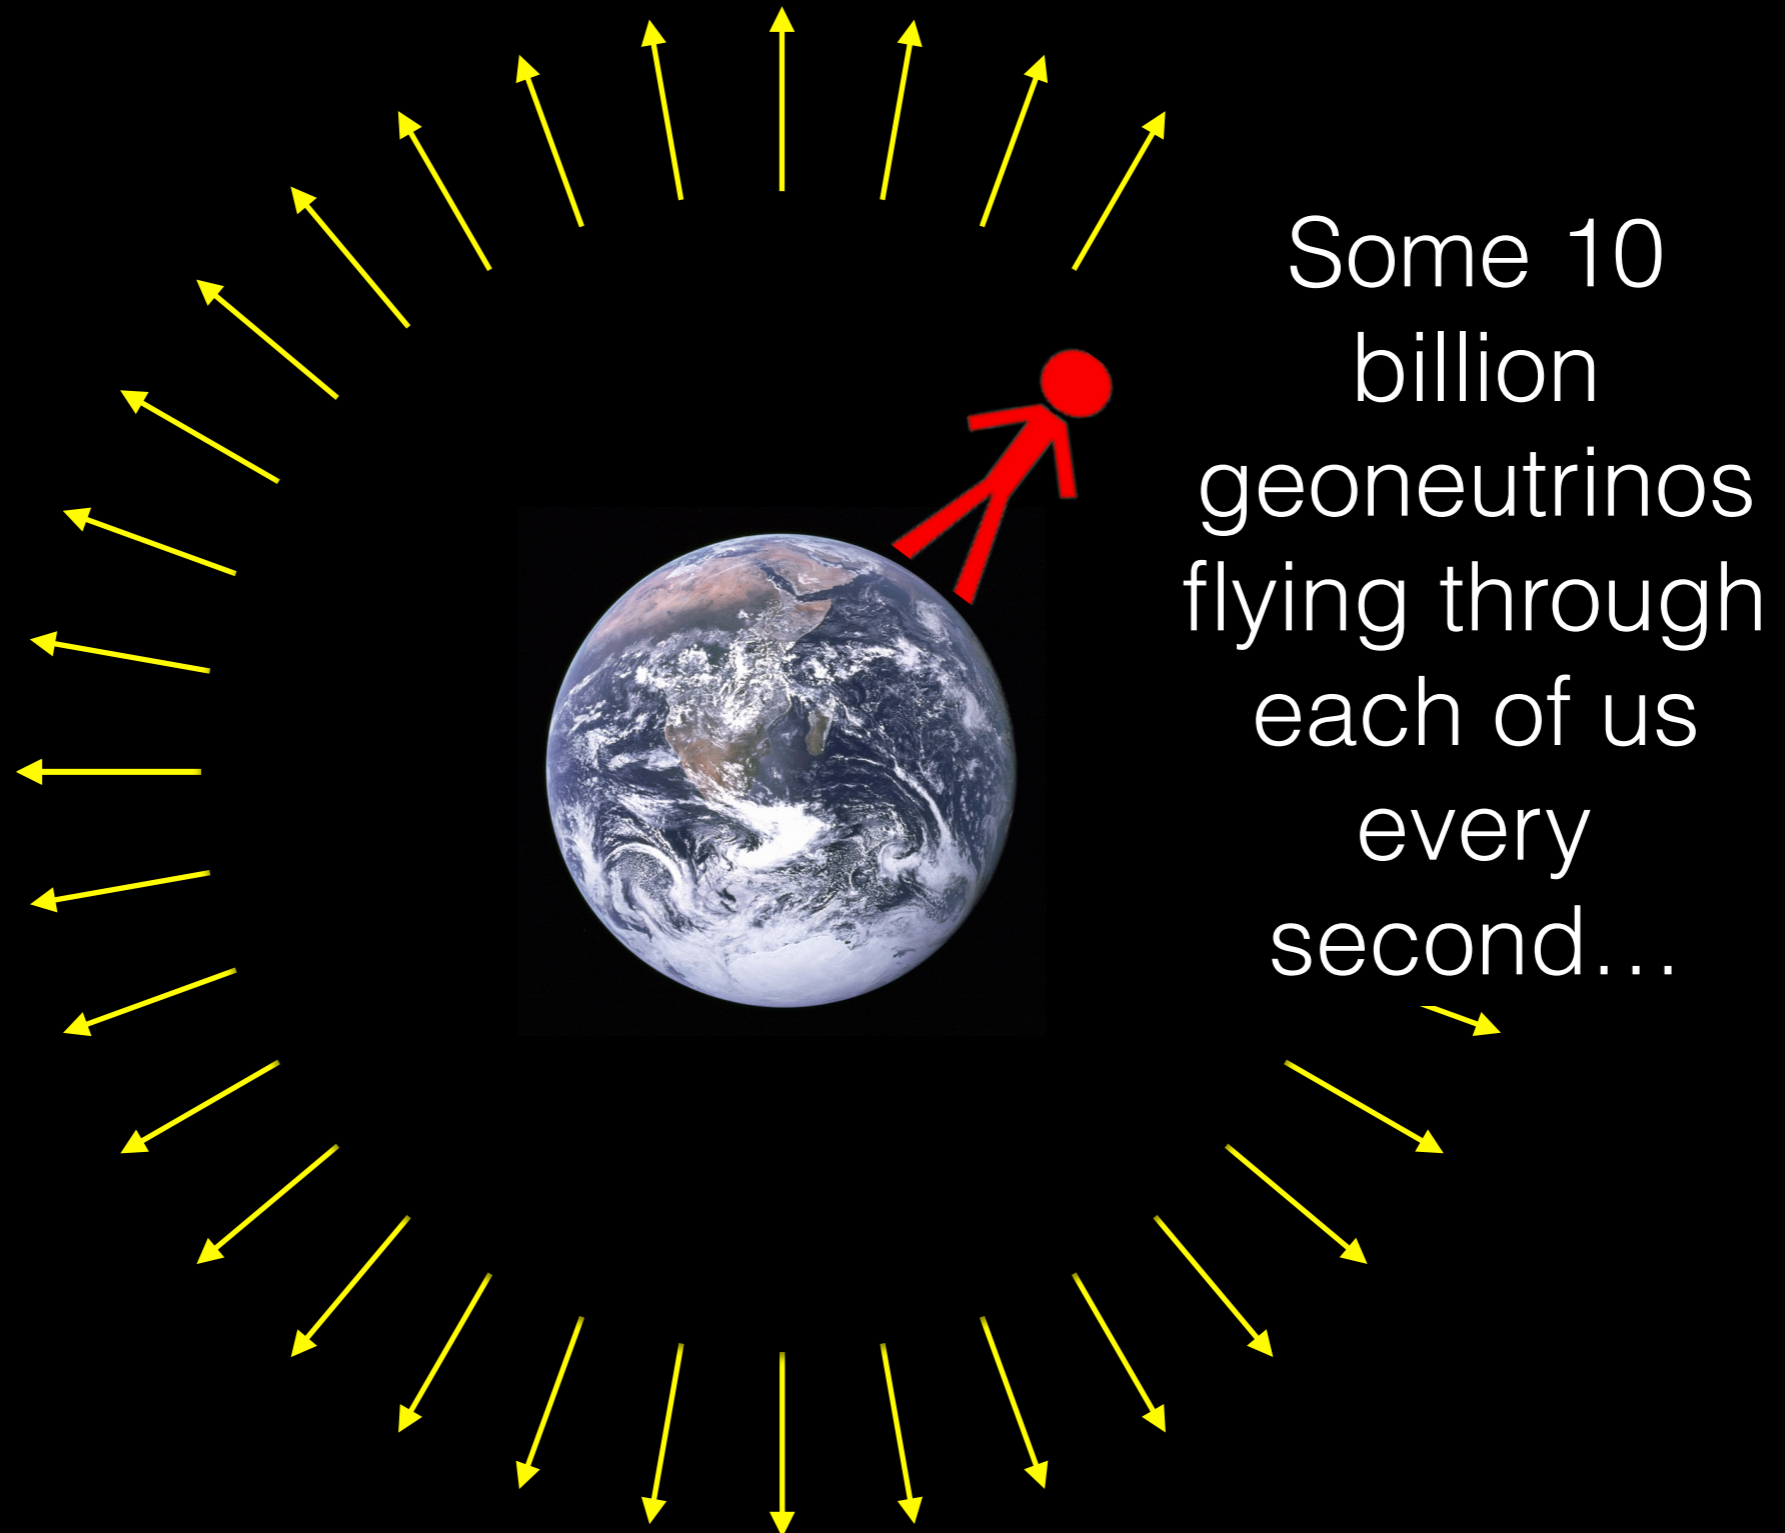 Some 10
billion
geoneutrinos
flying through
each of us
every
second…